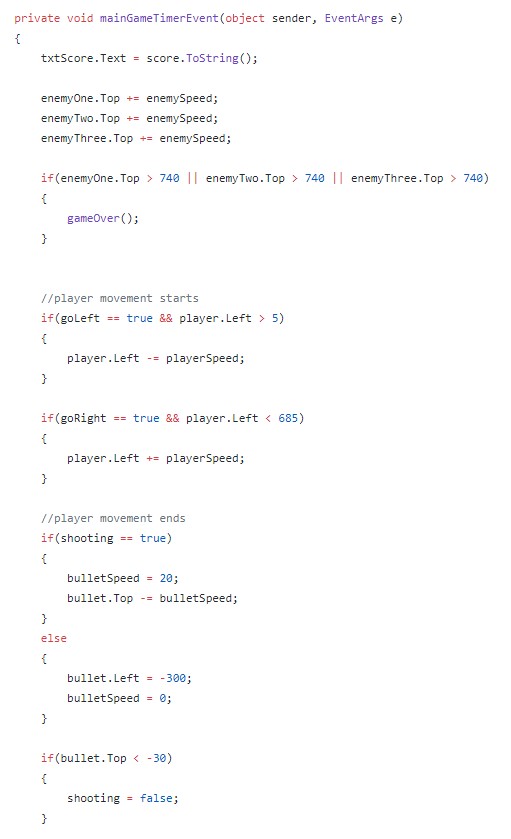 private void mainGameTimerEvent(object sender, EventArgs e)
{
    txtScore.Text = score.ToString();

    enemyOne.Top += enemySpeed;
    enemyTwo.Top += enemySpeed;
    enemyThree.Top += enemySpeed;

    if(enemyOne.Top > 740 || enemyTwo.Top > 740 || enemyThree.Top > 740)
    {
        gameOver();
    }


    //player movement starts
    if(goLeft == true && player.Left > 5)
    {
        player.Left -= playerSpeed;
    }

    if(goRight == true && player.Left < 685)
    {
        player.Left += playerSpeed;
    }

    //player movement ends
    if(shooting == true)
    {
        bulletSpeed = 20;
        bullet.Top -= bulletSpeed;
    }
    else
    {
        bullet.Left = -300;
        bulletSpeed = 0;
    }

    if(bullet.Top < -30)
    {
        shooting = false;
    }